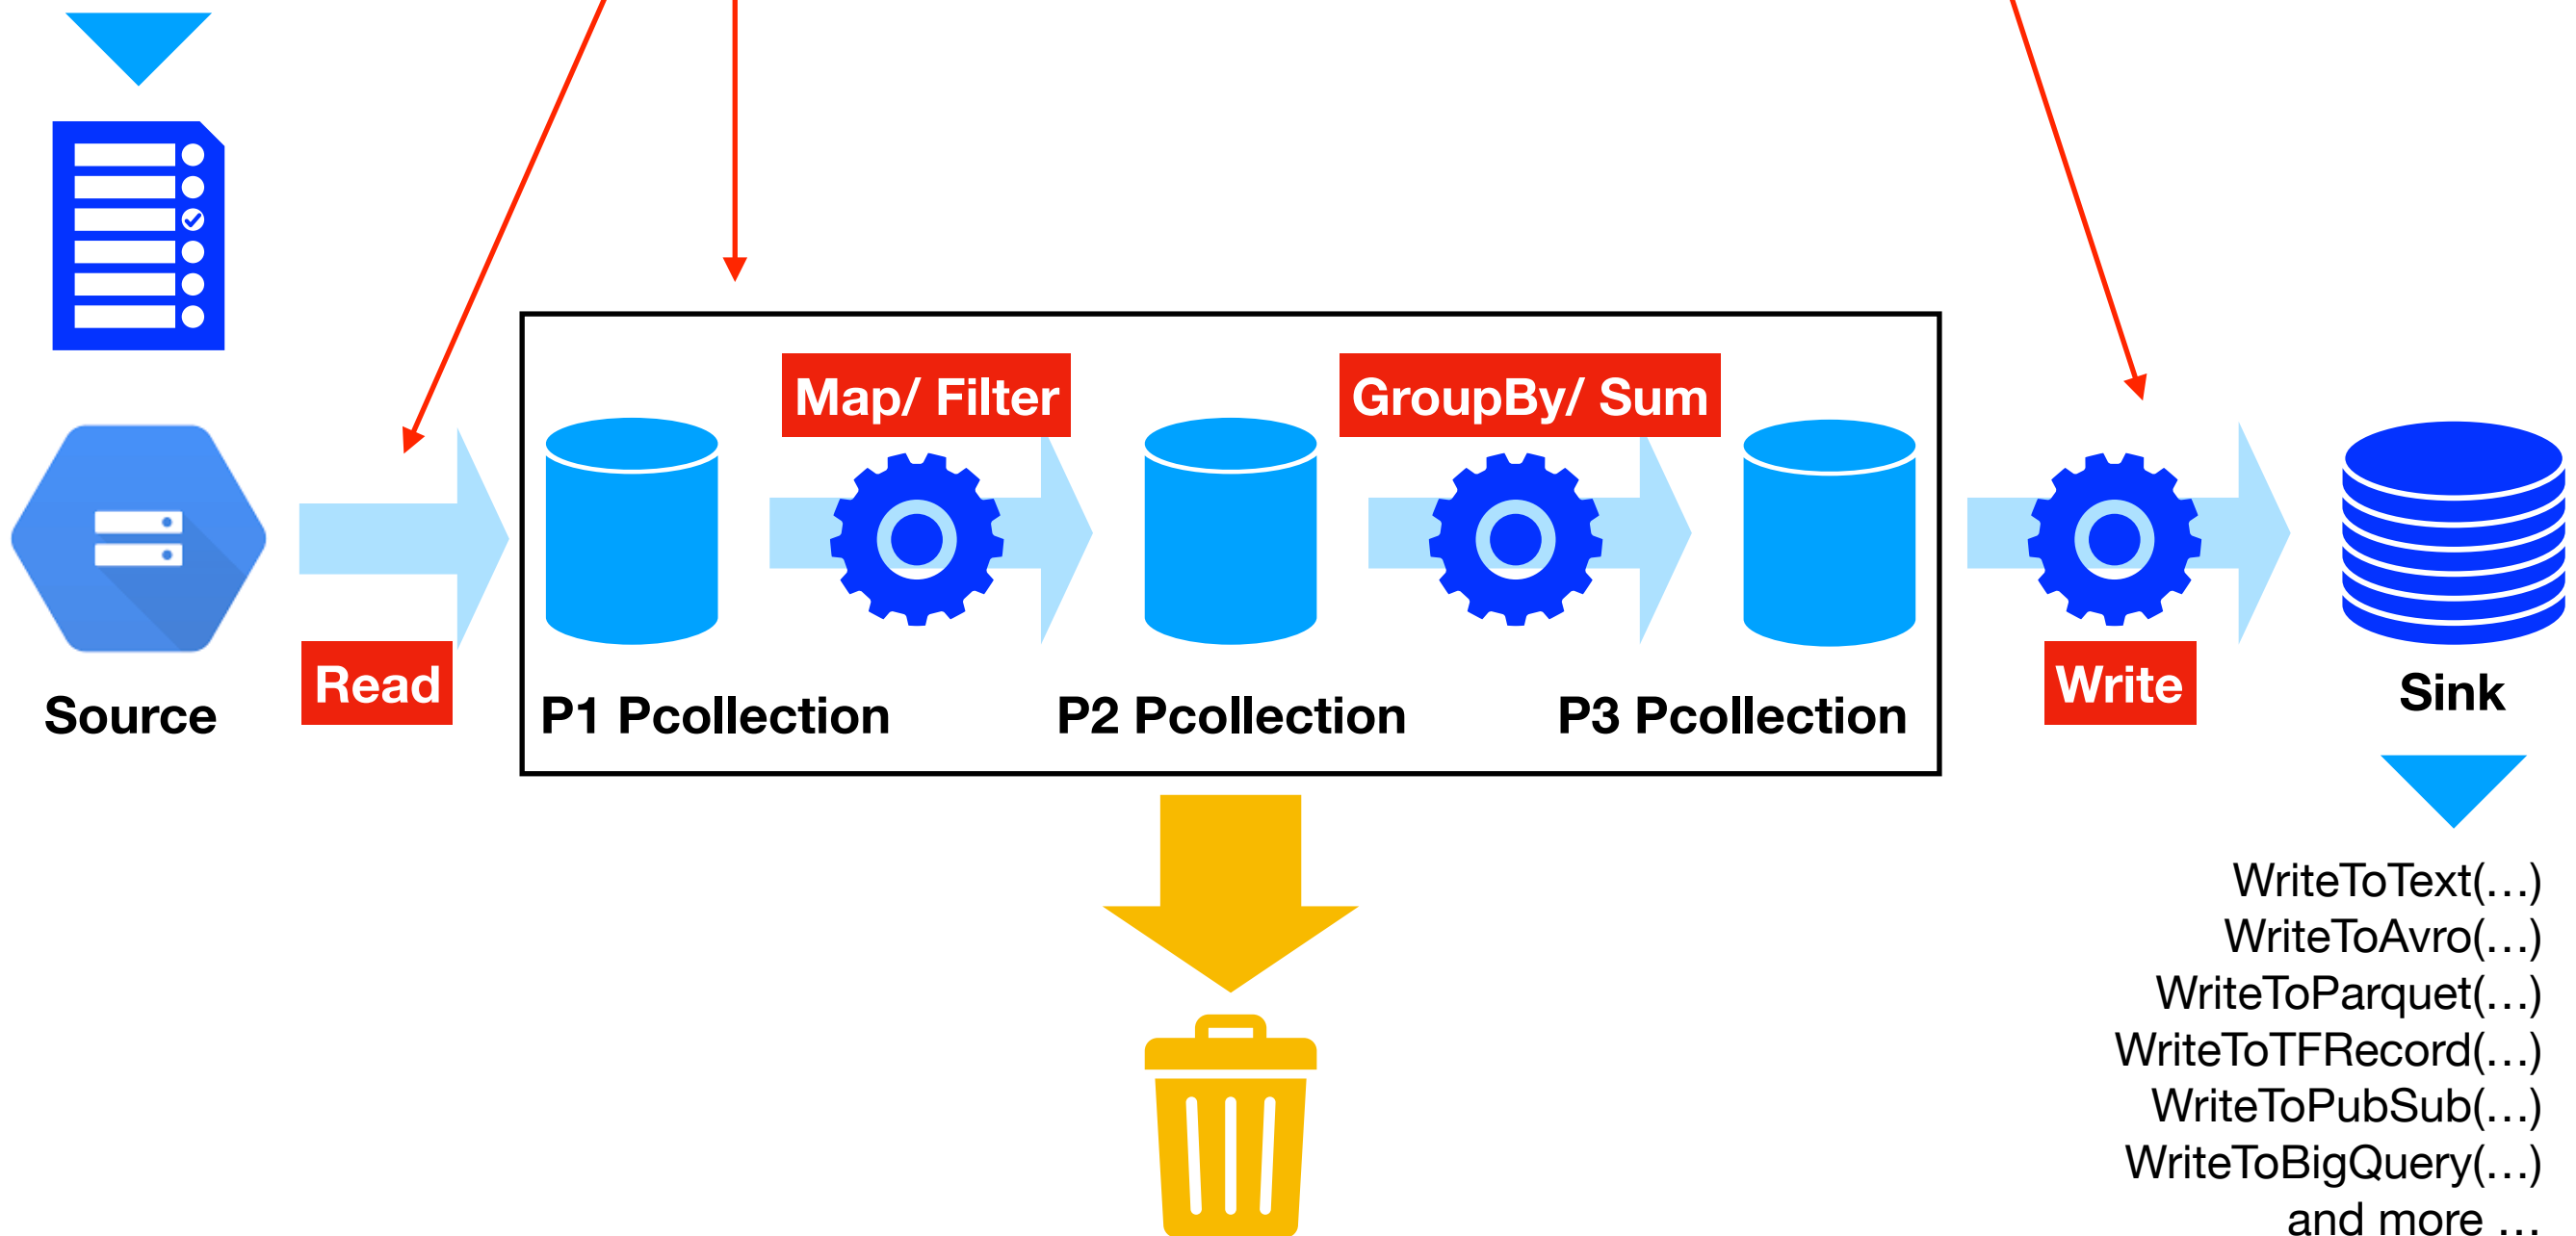 Map/ Filter
GroupBy/ Sum
Read
Write
Source
P1 Pcollection
P2 Pcollection
P3 Pcollection
Sink
WriteToText(…)
WriteToAvro(…)
WriteToParquet(…)
WriteToTFRecord(…)
WriteToPubSub(…)
WriteToBigQuery(…)
and more …